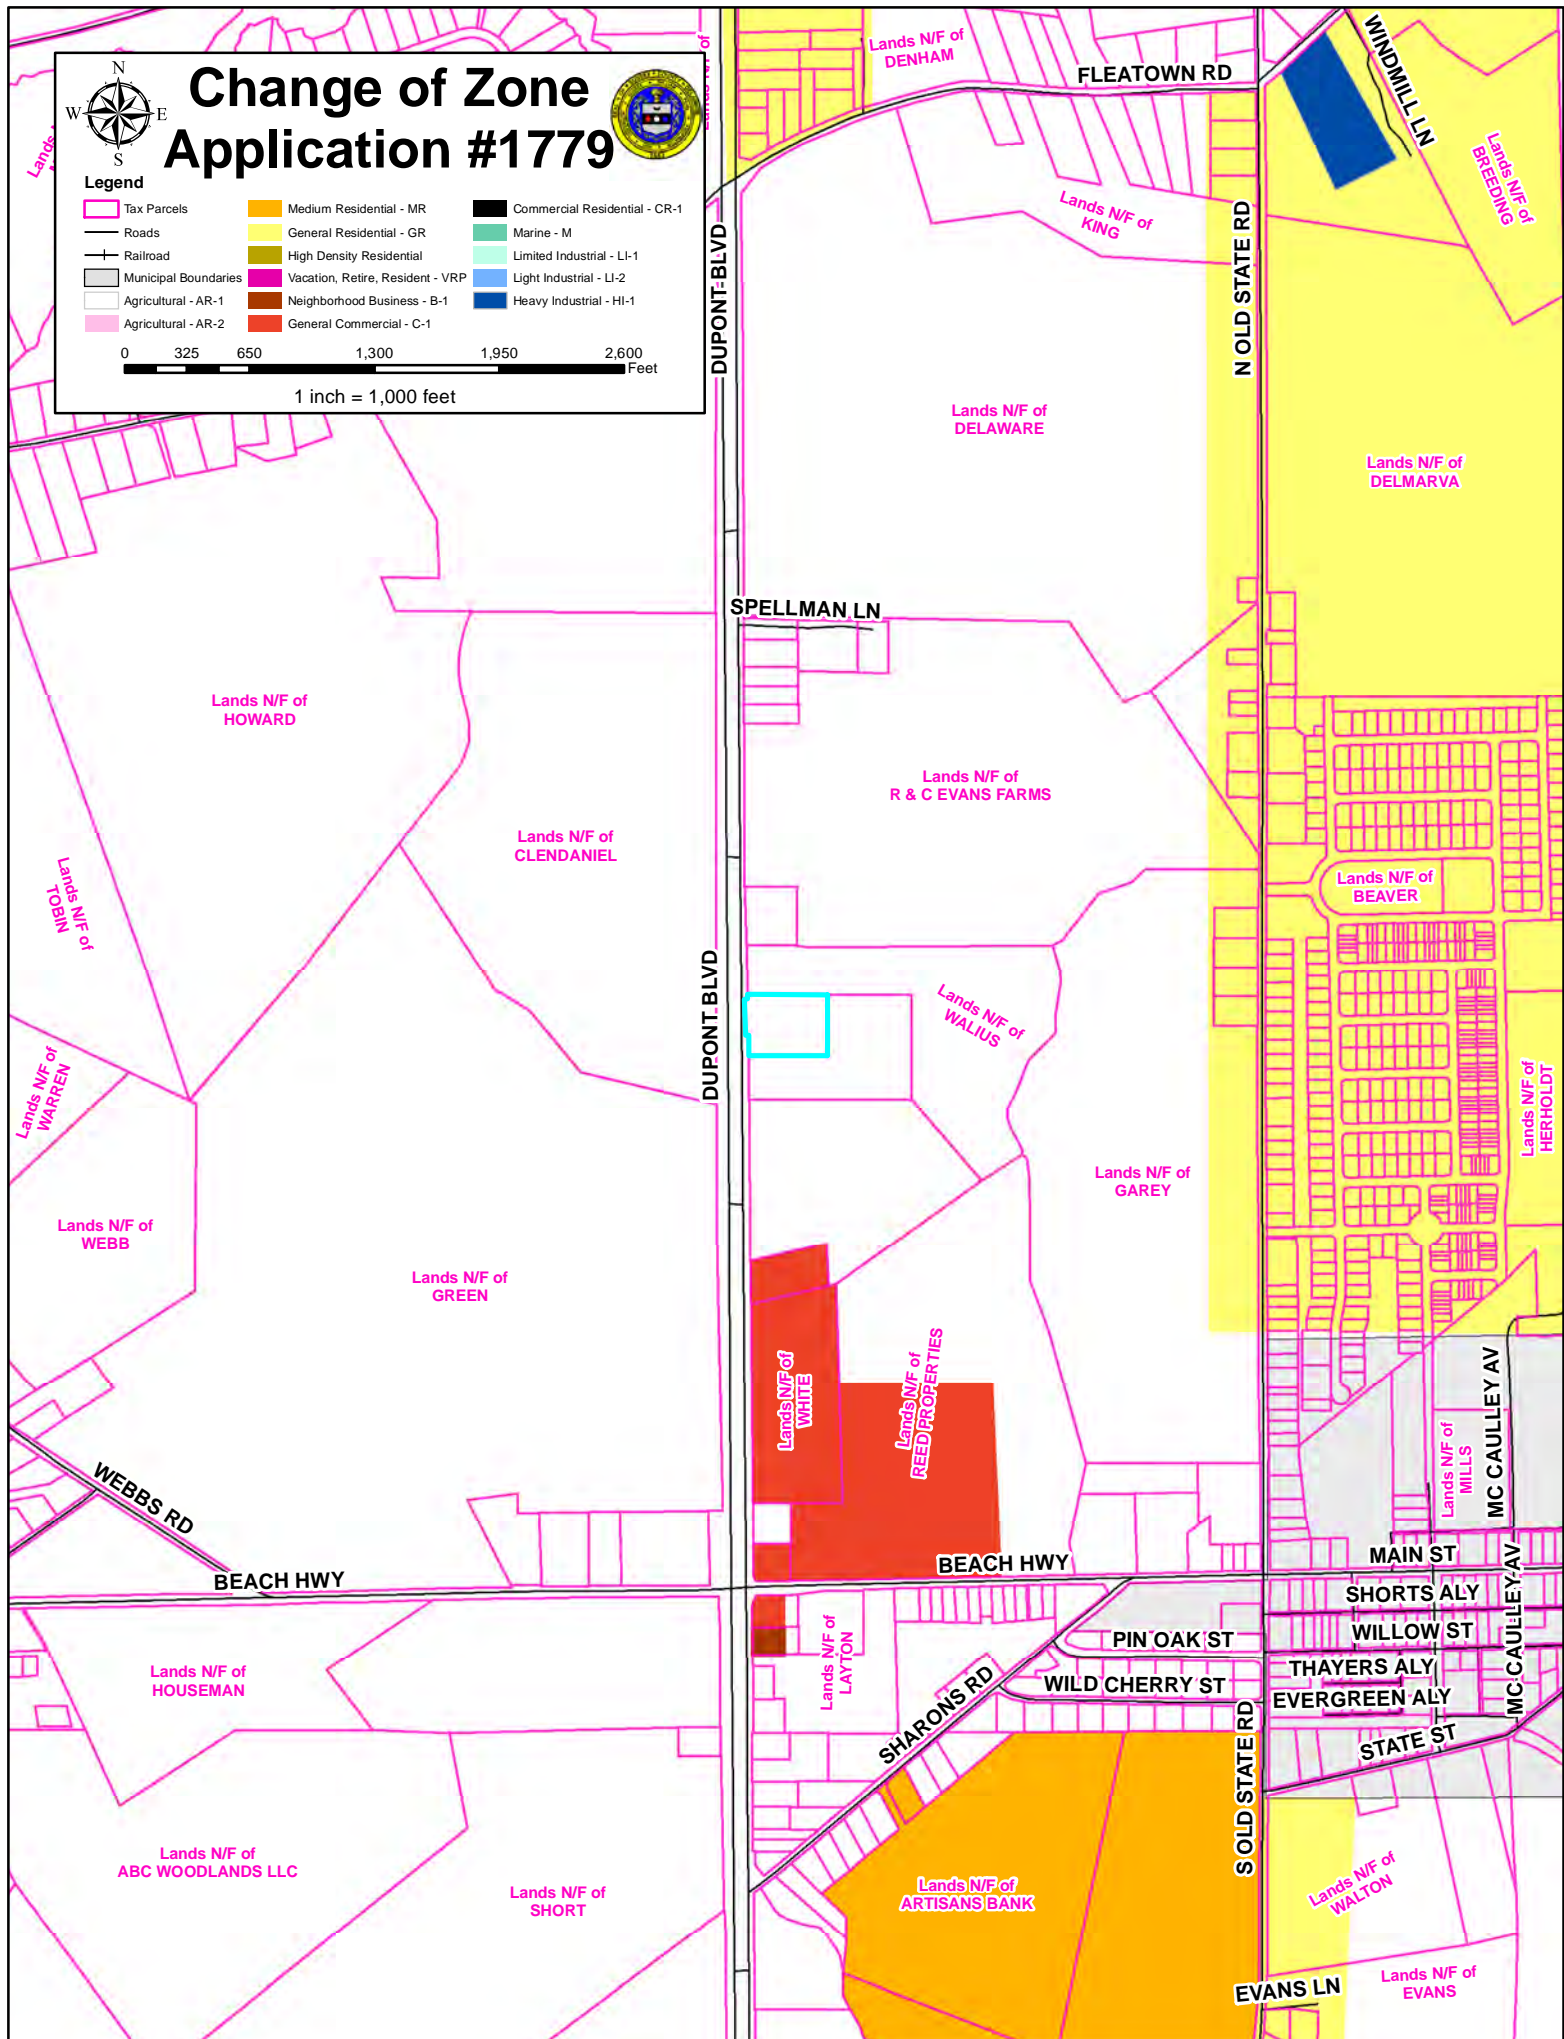 Change of Zone
Application #1779
N
W
E
S
Legend
Tax Parcels
Roads
Railroad
Municipal Boundaries
Agricultural - AR-1
Agricultural - AR-2
Medium Residential - MR
General Residential - GR
High Density Residential
Vacation, Retire, Resident - VRP
Neighborhood Business - B-1
General Commercial - C-1
Commercial Residential - CR-1
Marine - M
Limited Industrial - LI-1
Light Industrial - LI-2
Heavy Industrial - HI-1
0 325 650 1,300 1,950 2,600
Feet
1 inch = 1,000 feet
Lands N/F of
DENHAM
FLEATOWN RD
WINDMILL LN
Lands N/F of
BREEDING
Lands N/F of
KING
DUPONT BLVD
N OLD STATE RD
Lands N/F of
DELAWARE
Lands N/F of
DELMARVA
SPELLMAN LN
Lands N/F of
HOWARD
Lands N/F of
R & C EVANS FARMS
Lands N/F of
CLENDANIEL
Lands N/F of
TOBIN
Lands N/F of
BEAVER
DUPONT BLVD
Lands N/F of
WALIUS
Lands N/F of
WARREN
Lands N/F of
HERHOLDT
Lands N/F of
GAREY
Lands N/F of
WEBB
Lands N/F of
GREEN
Lands N/F of
WHITE
Lands N/F of
REED PROPERTIES
MC CAULLEY AV
Lands N/F of
MILLS
WEBBS RD
BEACH HWY
BEACH HWY
MAIN ST
SHORTS ALY
WILLOW ST
PIN OAK ST
THAYERS ALY
MC CAULLEY AV
WILD CHERRY ST
EVERGREEN ALY
STATE ST
Lands N/F of
HOUSEMAN
Lands N/F of
LAYTON
SHARONS RD
S OLD STATE RD
Lands N/F of
ABC WOODLANDS LLC
Lands N/F of
SHORT
Lands N/F of
ARTISANS BANK
Lands N/F of
WALTON
EVANS LN
Lands N/F of
EVANS